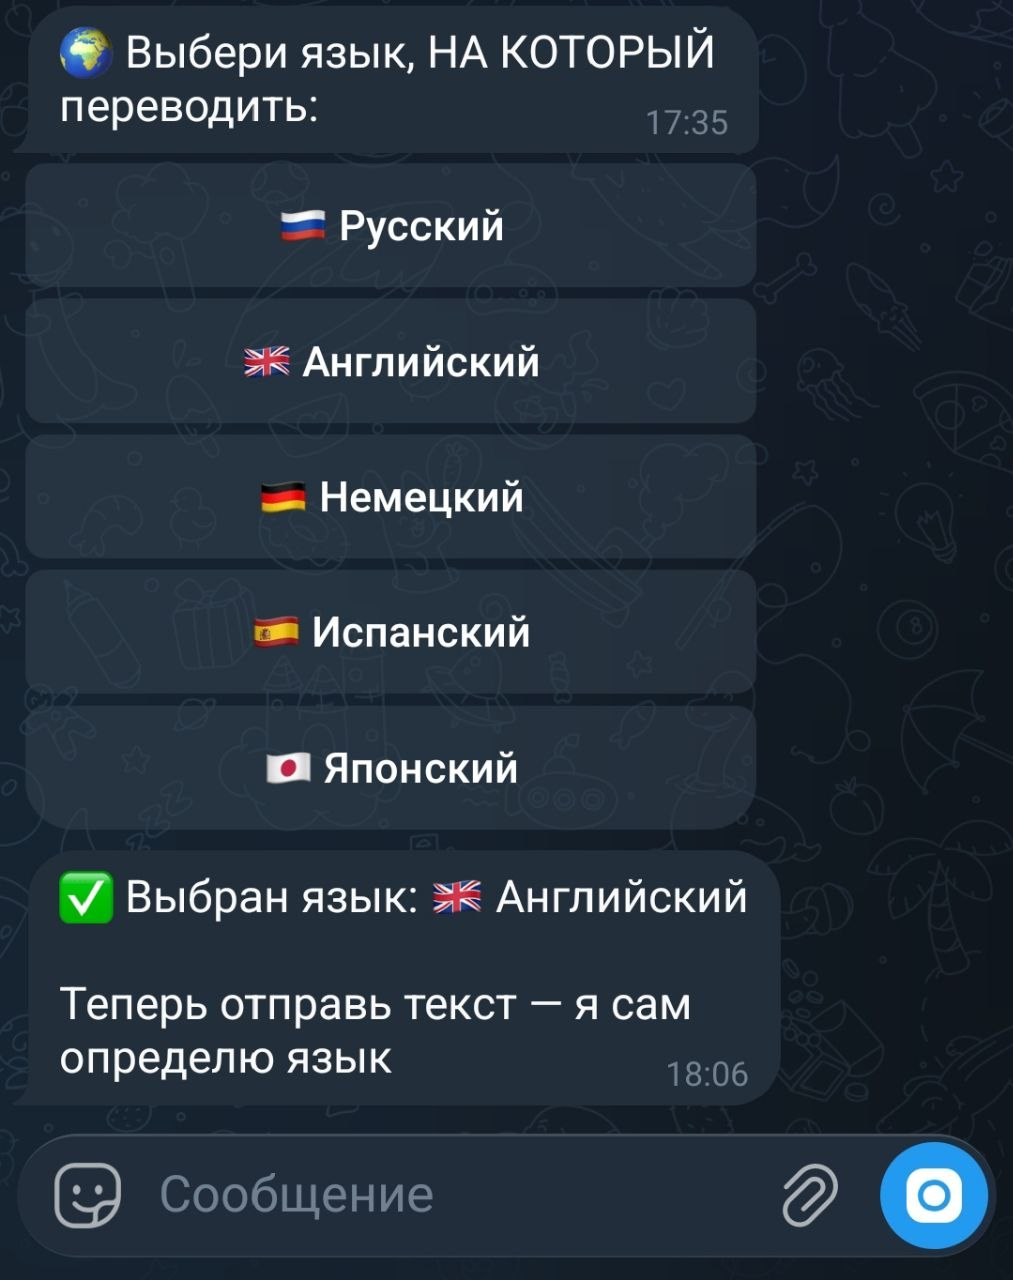 🌍 Выбери язык, НА КОТОРЫЙ
переводить:
17:35
🇷🇺 Русский
🇬🇧 Английский
🇩🇪 Немецкий
🇪🇸 Испанский
🇯🇵 Японский
✅ Выбран язык: 🇬🇧 Английский
Теперь отправь текст — я сам
определю язык
18:06
Сообщение